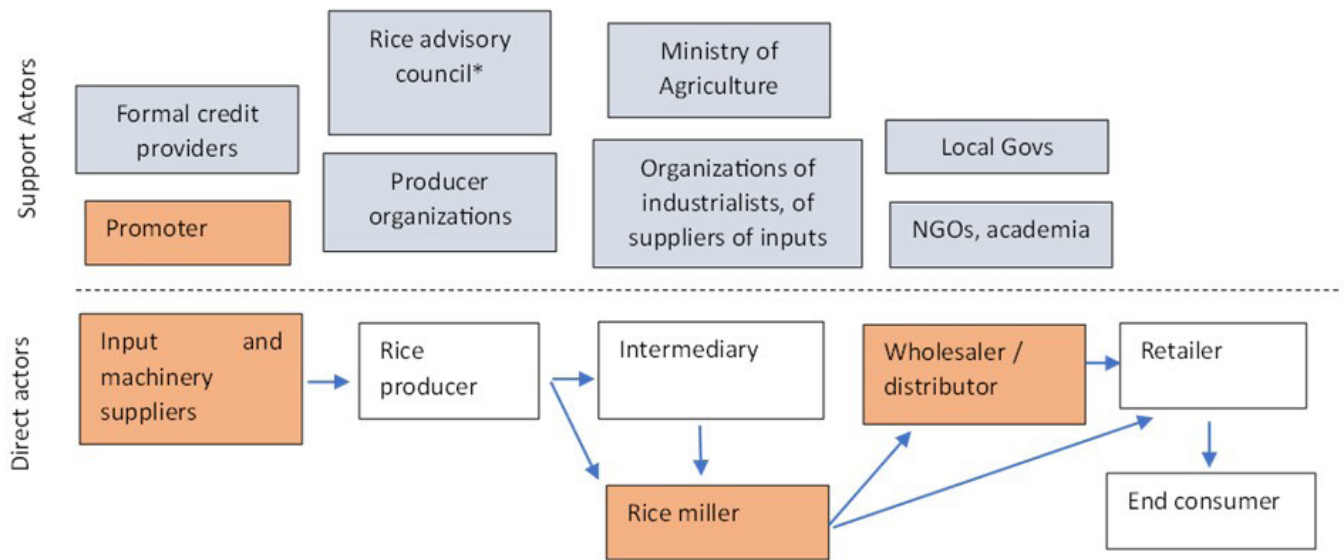 Support Actors
Formal credit
providers
Promoter
Rice advisory
council*
Producer
organizations
Ministry of
Agriculture
Organizations of
industrialists, of
suppliers of inputs
Local Govs
NGOs, academia
Direct actors
Input and
machinery
suppliers
Rice
producer
Intermediary
Rice miller
Wholesaler /
distributor
Retailer
End consumer